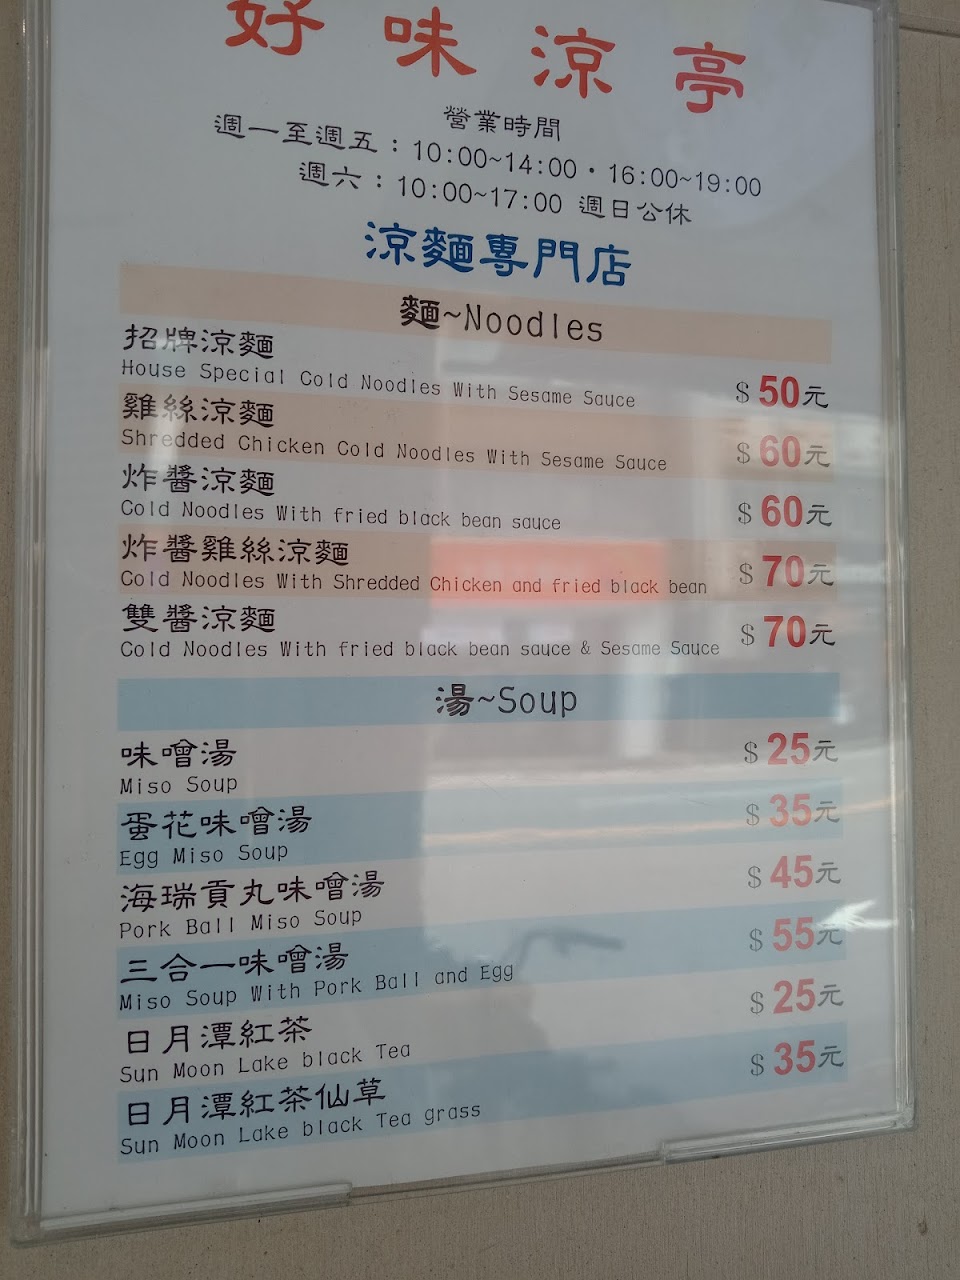 好味涼亭
營業時間
週一至週五：10:00~14:00・16:00~19:00
週六：10:00~17:00 週日公休
涼麵專門店
麵~Noodles
招牌涼麵
House Special Cold Noodles With Sesame Sauce $50元
雞絲涼麵
Shredded Chicken Cold Noodles With Sesame Sauce $60元
炸醬涼麵
Cold Noodles With fried black bean sauce $60元
炸醬雞絲涼麵
Cold Noodles With Shredded Chicken and fried black bean $70元
雙醬涼麵
Cold Noodles With fried black bean sauce & Sesame Sauce $70元
湯~Soup
味噌湯 $25元
Miso Soup
蛋花味噌湯 $35元
Egg Miso Soup
海瑞貢丸味噌湯 $45元
Pork Ball Miso Soup
三合一味噌湯 $55元
Miso Soup With Pork Ball and Egg
日月潭紅茶 $25元
Sun Moon Lake black Tea
日月潭紅茶仙草 $35元
Sun Moon Lake black Tea grass